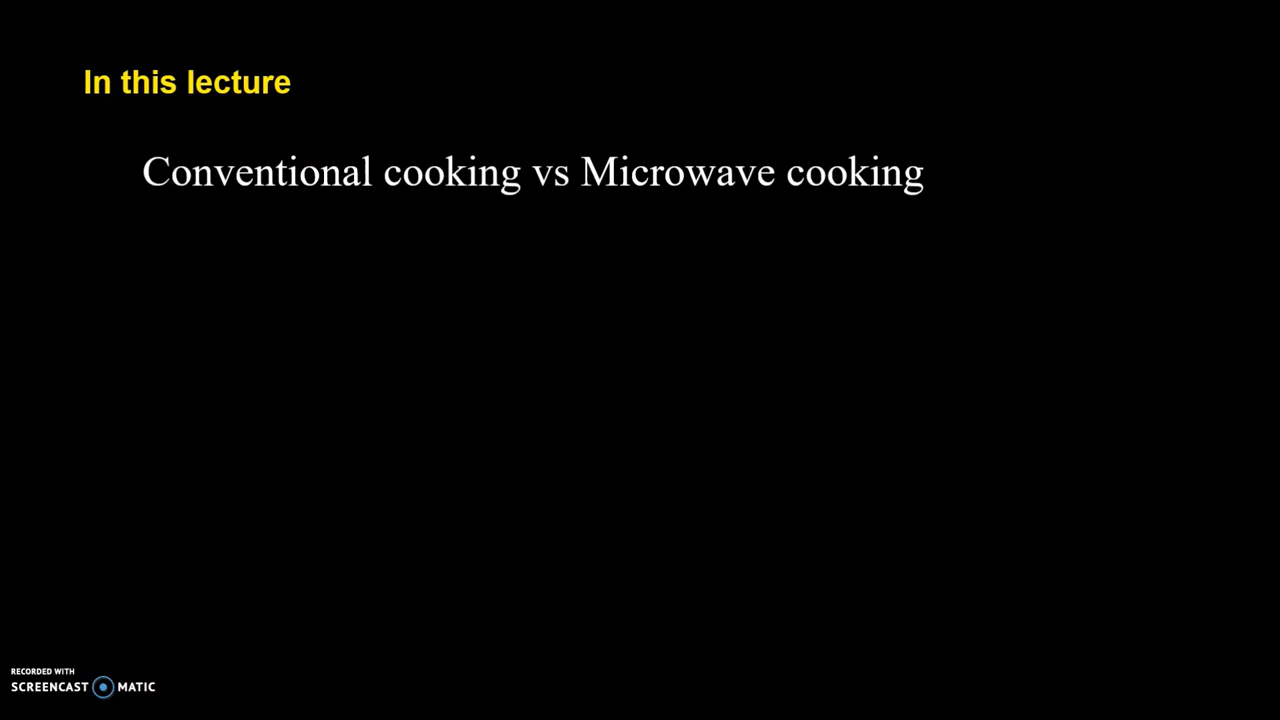 In this lecture
Conventional cooking vs Microwave cooking
RECORDED WITH
SCREENCAST MATIC